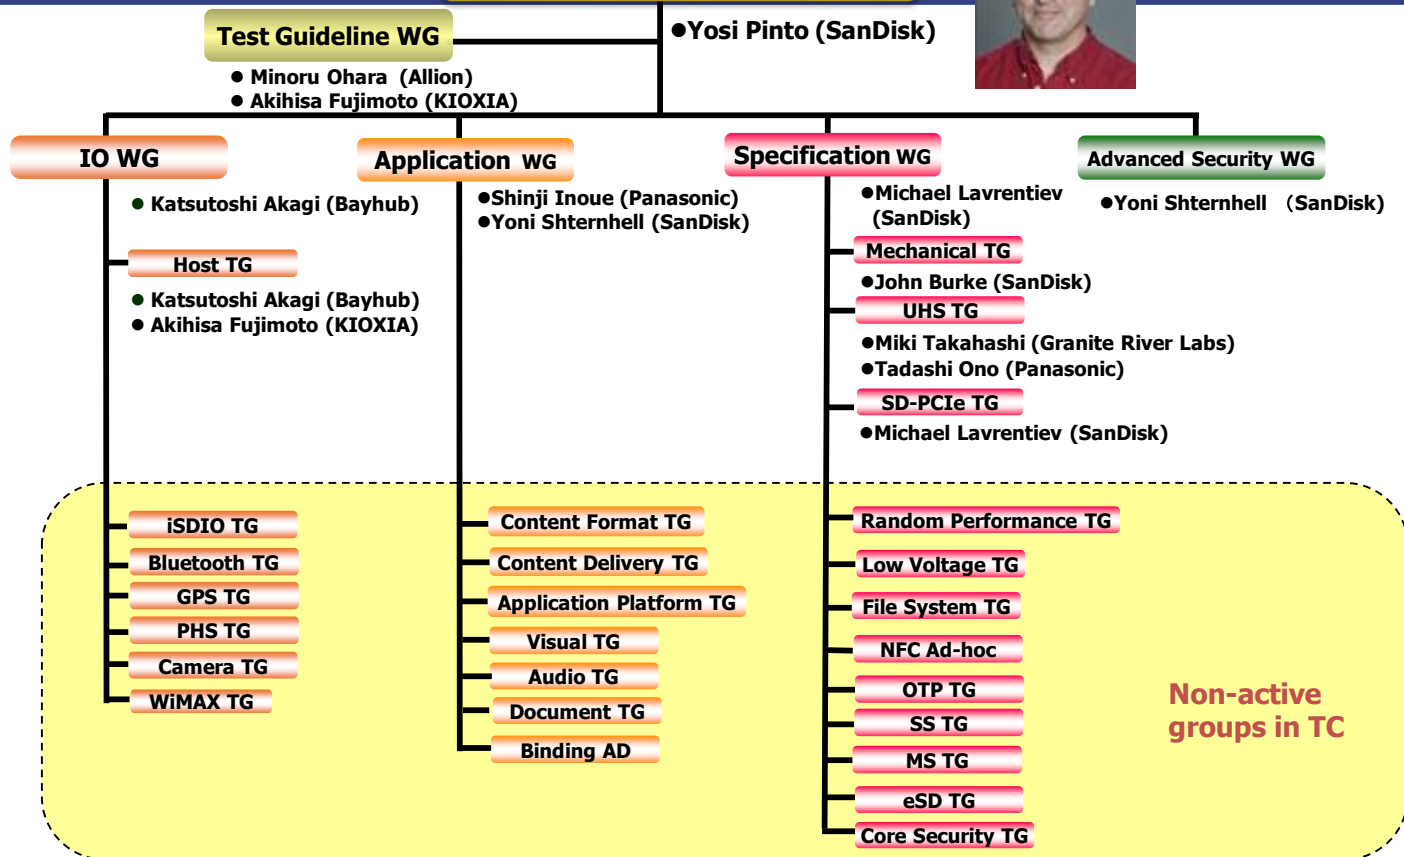 ●Yosi Pinto (SanDisk)
Test Guideline WG
● Minoru Ohara (Allion)
● Akihisa Fujimoto (KIOXIA)
IO WG
● Katsutoshi Akagi (Bayhub)
Host TG
● Katsutoshi Akagi (Bayhub)
● Akihisa Fujimoto (KIOXIA)
Application WG
●Shinji Inoue (Panasonic)
●Yoni Shternhell (SanDisk)
Specification WG
●Michael Lavrentiev
(SanDisk)
Mechanical TG
●John Burke (SanDisk)
UHS TG
●Miki Takahashi (Granite River Labs)
●Tadashi Ono (Panasonic)
SD-PCIe TG
●Michael Lavrentiev (SanDisk)
Advanced Security WG
●Yoni Shternhell （SanDisk)
iSDIO TG
Bluetooth TG
GPS TG
PHS TG
Camera TG
WiMAX TG
Content Format TG
Content Delivery TG
Application Platform TG
Visual TG
Audio TG
Document TG
Binding AD
Random Performance TG
Low Voltage TG
File System TG
NFC Ad-hoc
OTP TG
SS TG
MS TG
eSD TG
Core Security TG
Non-active
groups in TC